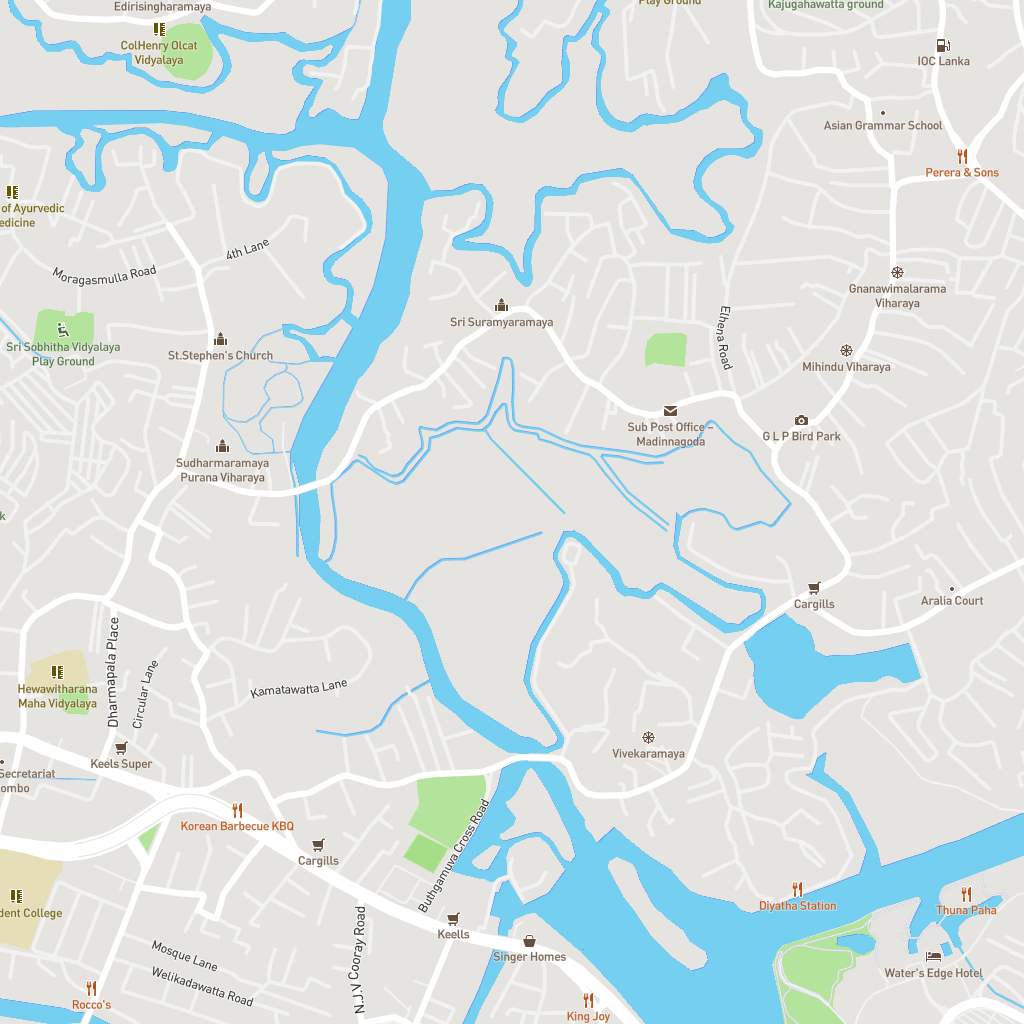 Edirisingharamaya
Play Ground
Kajugahawatta ground
ColHenry Olcat
Vidyalaya
IOC Lanka
Asian Grammar School
Perera & Sons
of Ayurvedic
edicine
4th Lane
Moragasmulla Road
Gnanawimalarama
Viharaya
Sri Suramyaramaya
Elhena Road
Sri Sobhitha Vidyalaya
Play Ground
St.Stephen's Church
Mihindu Viharaya
Sub Post Office –
Madinnagoda
G L P Bird Park
Sudharmaramaya
Purana Viharaya
k
Cargills
Aralia Court
Dharmapala Place
Circular Lane
Hewawitharana
Maha Vidyalaya
Kamatawatta Lane
Vivekaramaya
Keels Super
Secretariat
ombo
Korean Barbecue KBQ
Cargills
Buthgamuva Cross Road
Diyatha Station
Thuna Paha
dent College
Keells
N.J.V.Cooray Road
Singer Homes
Mosque Lane
Welikadawatta Road
Water's Edge Hotel
Rocco's
King Joy